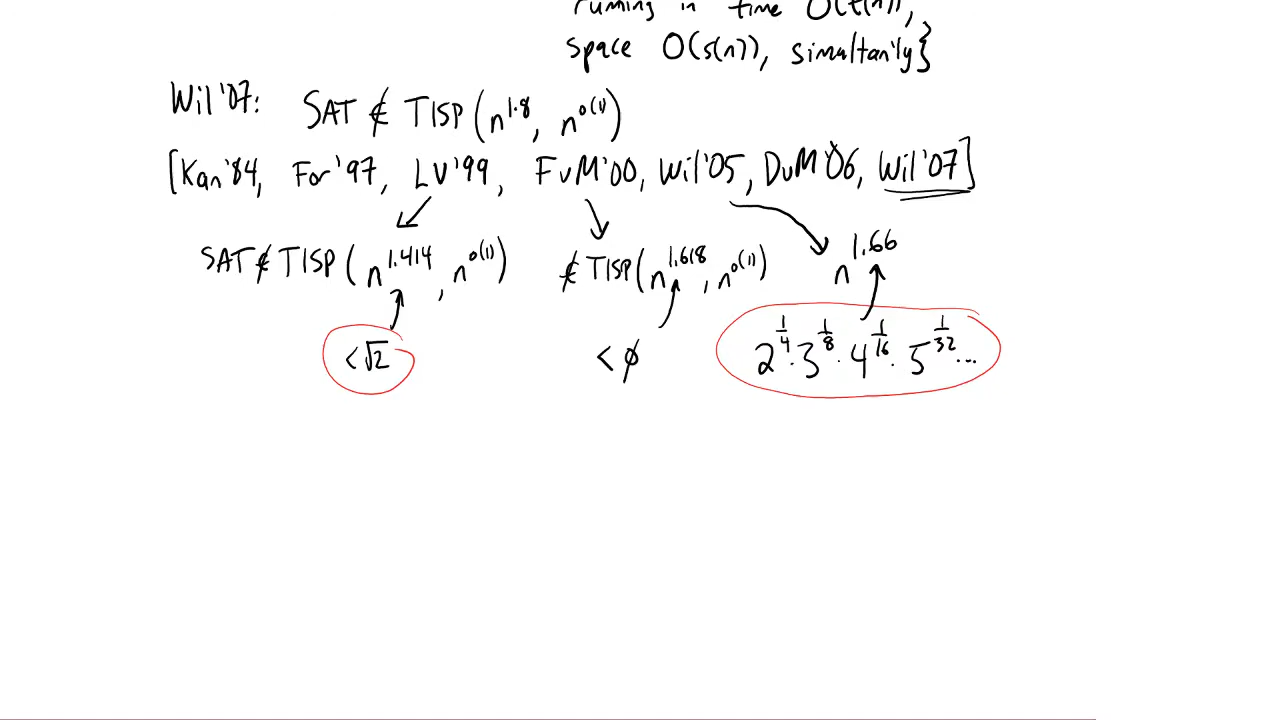 running in time O(t(n)),
space O(s(n)), simultan'ly}
Wil '07: SAT ∉ TISP(n^1.8, n^o(1))
[Kan '84, For '97, LV '99, FvM '00, Wil '05, DvM '06, Wil '07]
SAT ∉ TISP(n^1.414, n^o(1)) ∉ TISP(n^1.618, n^o(1)) n^1.66
<√2 <ϕ 2^(1/4) · 3^(1/8) · 4^(1/16) · 5^(1/32) ...